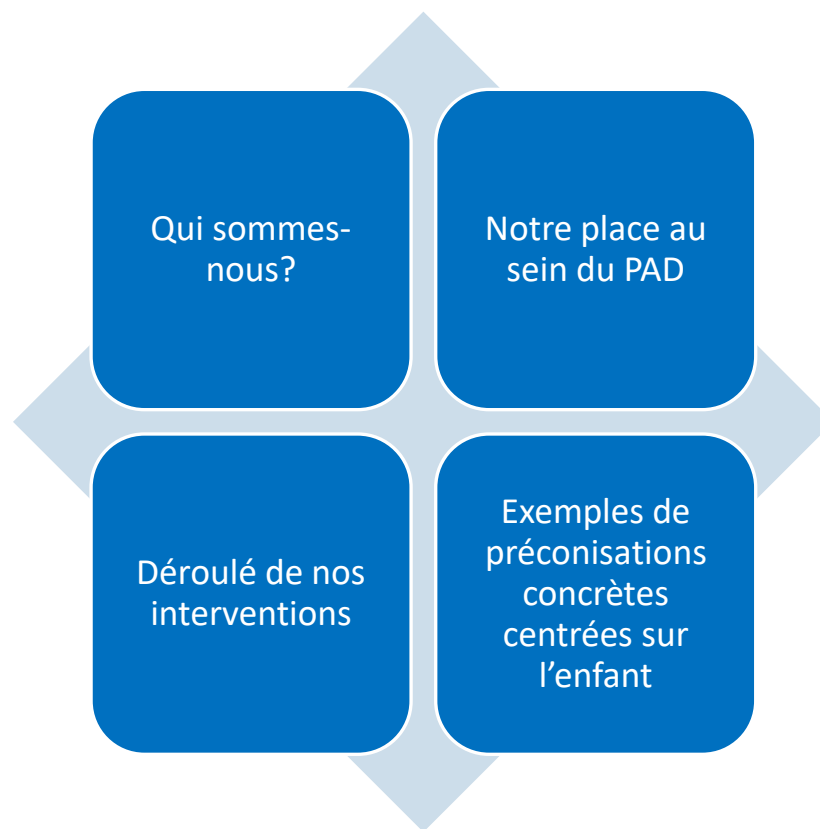 Qui sommes-
nous?
Notre place au
sein du PAD
Déroulé de nos
interventions
Exemples de
préconisations
concrètes
centrées sur
l’enfant